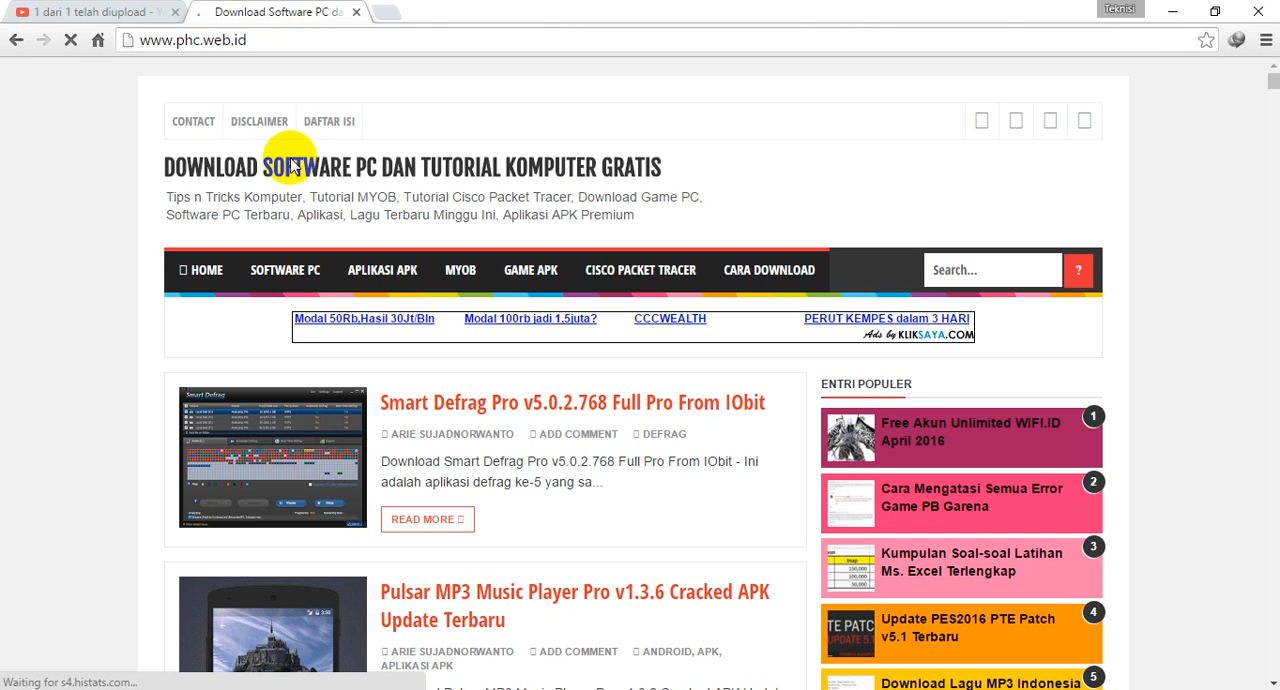 1 dari 1 telah diupload - Y
Download Software PC da
Teknisi
www.phc.web.id
CONTACT
DISCLAIMER
DAFTAR ISI
DOWNLOAD SOFTWARE PC DAN TUTORIAL KOMPUTER GRATIS
Tips n Tricks Komputer, Tutorial MYOB, Tutorial Cisco Packet Tracer, Download Game PC,
Software PC Terbaru, Aplikasi, Lagu Terbaru Minggu Ini, Aplikasi APK Premium
HOME
SOFTWARE PC
APLIKASI APK
MYOB
GAME APK
CISCO PACKET TRACER
CARA DOWNLOAD
Search...
?
Modal 50Rb,Hasil 30Jt/Bln
Modal 100rb jadi 1,5juta?
CCCWEALTH
PERUT KEMPES dalam 3 HARI
Ads by KLIKSAYA.COM
Smart Defrag
Smart Defrag Pro v5.0.2.768 Full Pro From IObit
ARIE SUJADNORWANTO
ADD COMMENT
DEFRAG
Download Smart Defrag Pro v5.0.2.768 Full Pro From IObit - Ini
adalah aplikasi defrag ke-5 yang sa...
READ MORE
Pulsar MP3 Music Player Pro v1.3.6 Cracked APK
Update Terbaru
ARIE SUJADNORWANTO
ADD COMMENT
ANDROID, APK,
APLIKASI APK
ENTRI POPULER
Free Akun Unlimited WIFI.ID
April 2016
1
Cara Mengatasi Semua Error
Game PB Garena
2
Kumpulan Soal-soal Latihan
Ms. Excel Terlengkap
3
Update PES2016 PTE Patch
v5.1 Terbaru
4
Download Lagu MP3 Indonesia
5
Waiting for s4.histats.com...